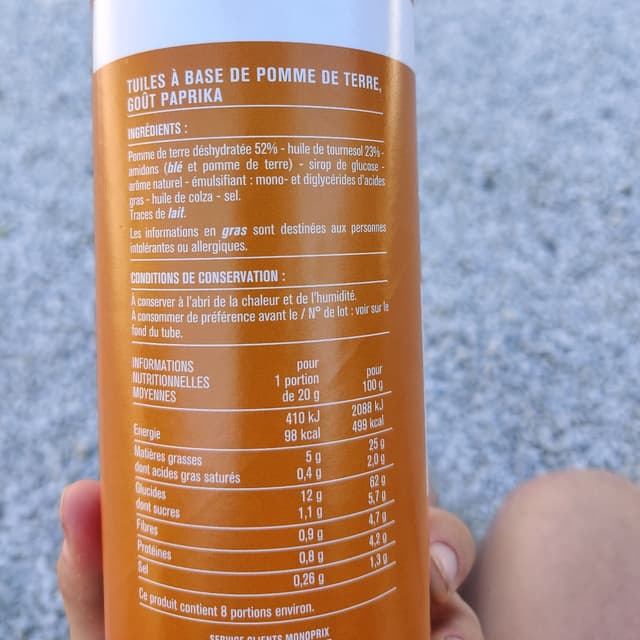 TUILES À BASE DE POMME DE TERRE,
GOÛT PAPRIKA
INGRÉDIENTS :
Pomme de terre déshydratée 52% - huile de tournesol 23% -
amidons (blé et pomme de terre) - sirop de glucose -
arôme naturel - émulsifiant : mono- et diglycérides d'acides
gras - huile de colza - sel.
Traces de lait.
Les informations en gras sont destinées aux personnes
intolérantes ou allergiques.
CONDITIONS DE CONSERVATION :
À conserver à l'abri de la chaleur et de l'humidité.
À consommer de préférence avant le / N° de lot : voir sur le
fond du tube.
INFORMATIONS
NUTRITIONNELLES
MOYENNES
pour
1 portion
de 20 g
pour
100 g
Energie 410 kJ 2088 kJ
98 kcal 499 kcal
Matières grasses 5 g 25 g
dont acides gras saturés 0,4 g 2,0 g
Glucides 12 g 62 g
dont sucres 1,1 g 5,7 g
Fibres 0,9 g 4,7 g
Protéines 0,8 g 4,2 g
Sel 0,26 g 1,3 g
Ce produit contient 8 portions environ.
SERVICE CLIENTS MONOPRIX